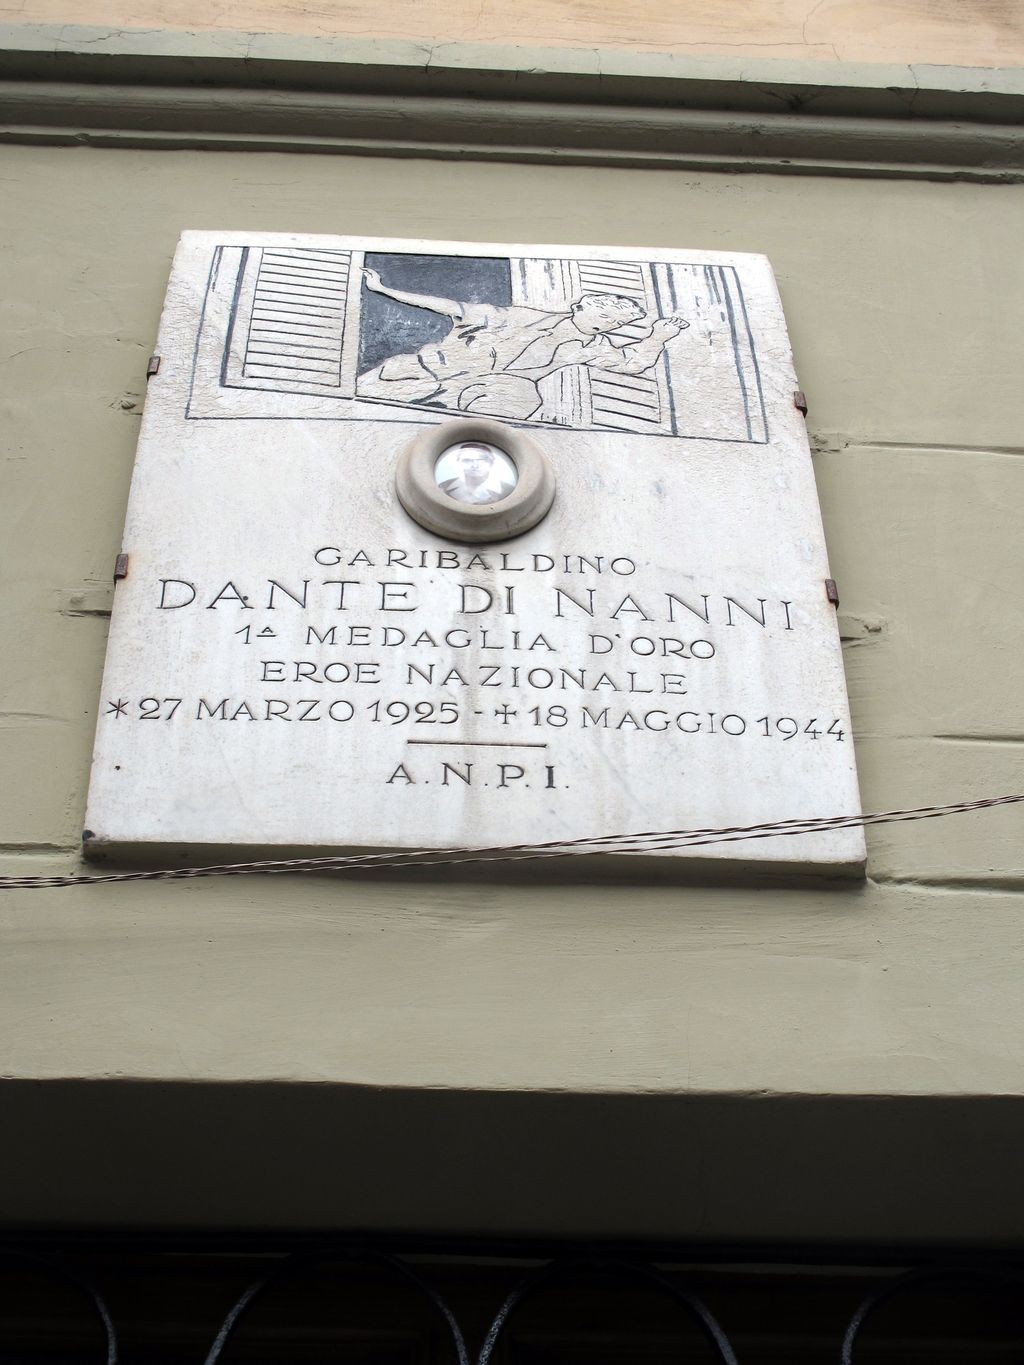 GARIBALDINO
DANTE DI NANNI
1ª MEDAGLIA D'ORO
EROE NAZIONALE
*27 MARZO 1925 - ✝18 MAGGIO 1944
A.N.P.I.